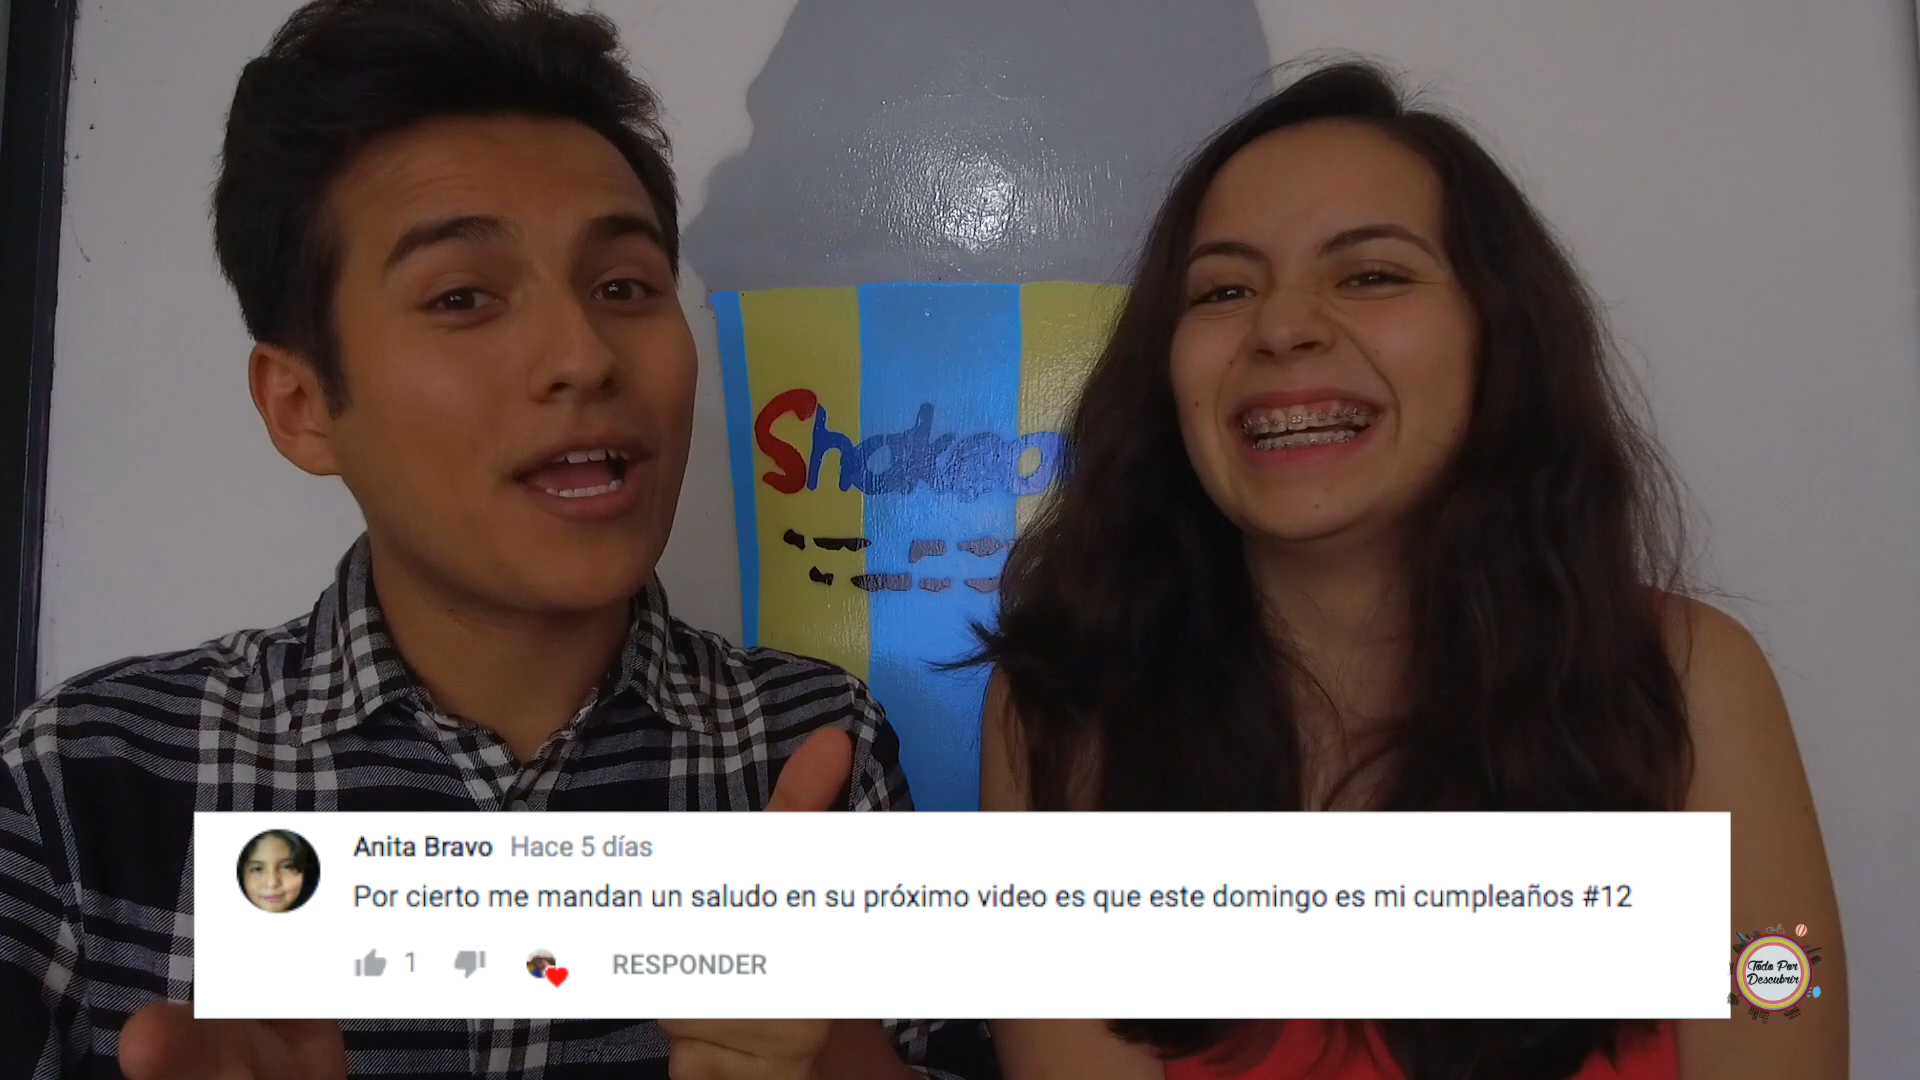 Shakao
Anita Bravo Hace 5 días
Por cierto me mandan un saludo en su próximo video es que este domingo es mi cumpleaños #12
1 RESPONDER
Todo Por
Descubrir